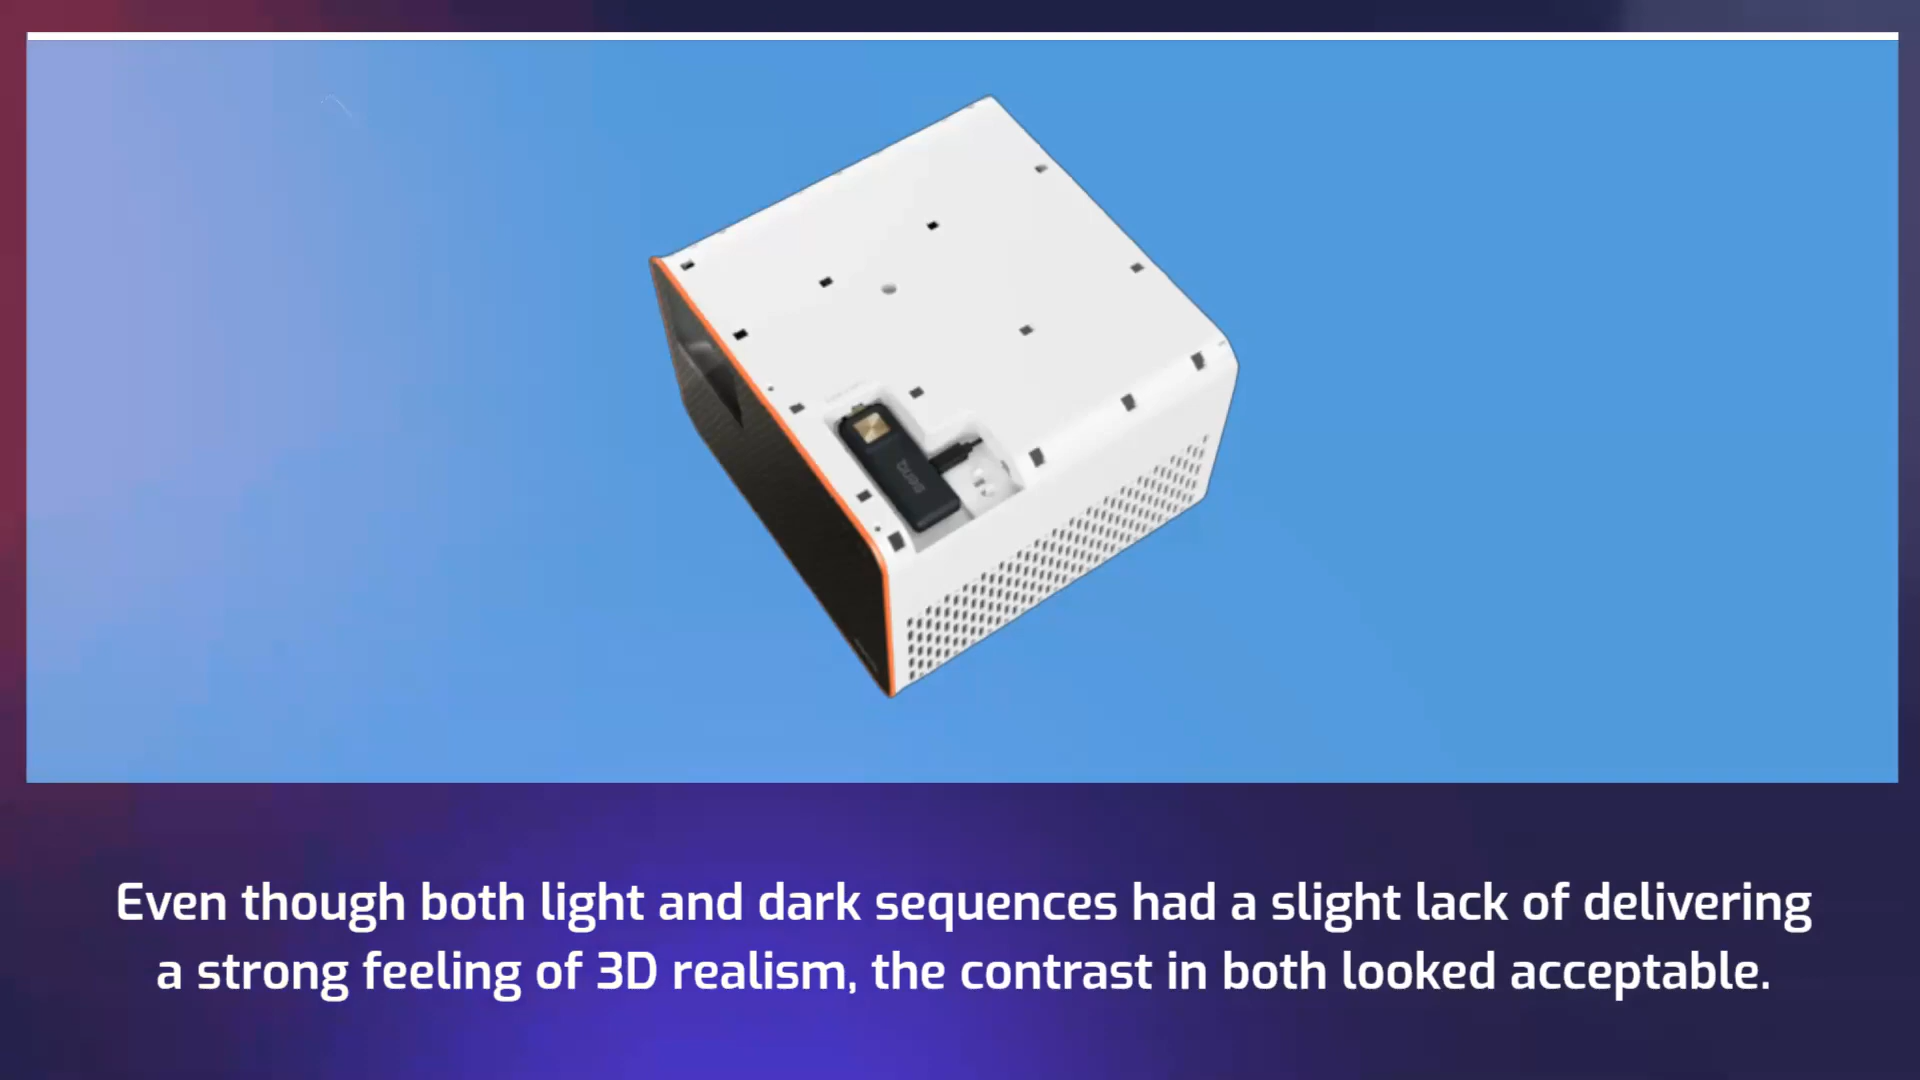 BenQ
Even though both light and dark sequences had a slight lack of delivering
a strong feeling of 3D realism, the contrast in both looked acceptable.